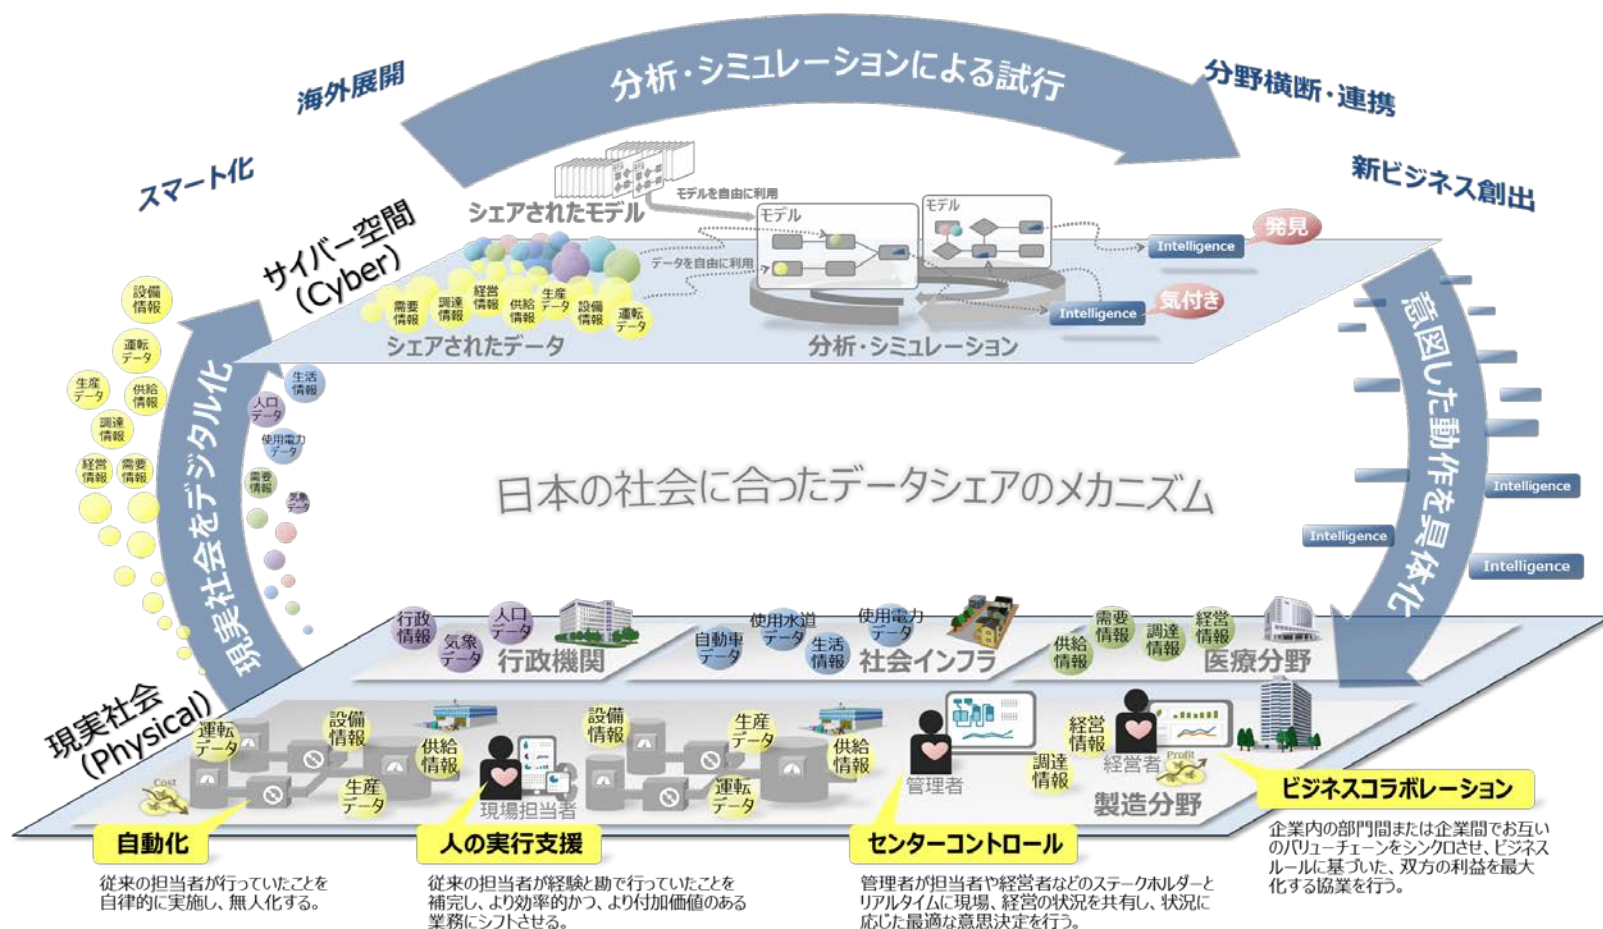 分析・シミュレーションによる試行
海外展開
スマート化
分野横断・連携
新ビジネス創出
サイバー空間
(Cyber)
シェアされたモデル
モデルを自由に利用
モデル
モデル
データを自由に利用
Intelligence
発見
Intelligence
気付き
需要
情報
調達
情報
経営
情報
供給
情報
生産
データ
設備
情報
運転
データ
シェアされたデータ
分析・シミュレーション
現実社会をデジタル化
設備
情報
運転
データ
生産
データ
供給
情報
調達
情報
経営
情報
需要
情報
生活
情報
人口
データ
使用電力
データ
需要
情報
気象
データ
意図した動作を具体化
Intelligence
Intelligence
Intelligence
日本の社会に合ったデータシェアのメカニズム
現実社会
(Physical)
行政
情報
気象
データ
人口
データ
行政機関
自動車
データ
使用水道
データ
生活
情報
使用電力
データ
社会インフラ
供給
情報
需要
情報
調達
情報
経営
情報
医療分野
運転
データ
設備
情報
生産
データ
供給
情報
Cost
現場担当者
設備
情報
生産
データ
運転
データ
供給
情報
管理者
調達
情報
経営
情報
経営者
Profit
製造分野
自動化
従来の担当者が行っていたことを
自律的に実施し、無人化する。
人の実行支援
従来の担当者が経験と勘で行っていたことを
補完し、より効率的かつ、より付加価値のある
業務にシフトさせる。
センターコントロール
管理者が担当者や経営者などのステークホルダーと
リアルタイムに現場、経営の状況を共有し、状況に
応じた最適な意思決定を行う。
ビジネスコラボレーション
企業内の部門間または企業間でお互い
のバリューチェーンをシンクロさせ、ビジネス
ルールに基づいた、双方の利益を最大
化する協業を行う。